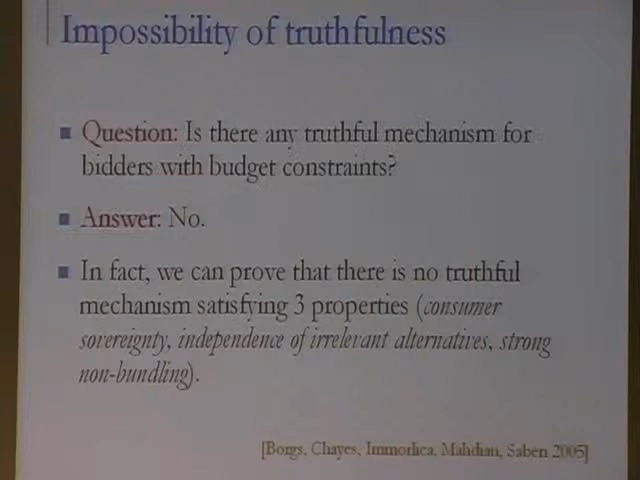 Impossibility of truthfulness
Question: Is there any truthful mechanism for
bidders with budget constraints?
Answer: No.
In fact, we can prove that there is no truthful
mechanism satisfying 3 properties (consumer
sovereignty, independence of irrelevant alternatives, strong
non-bundling).
[Borgs, Chayes, Immorlica, Mahdian, Saberi 2005]